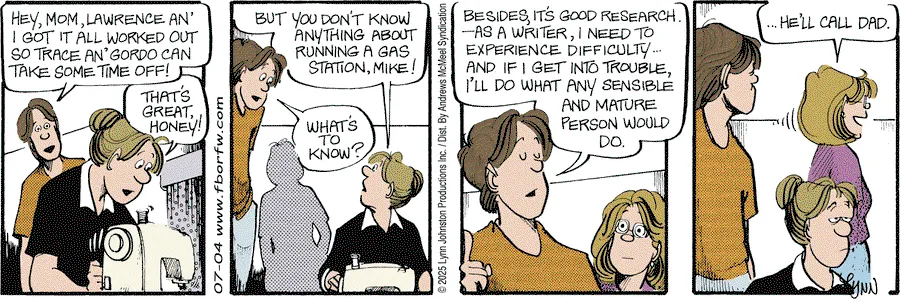 HEY, MOM, LAWRENCE AN'
I GOT IT ALL WORKED OUT
SO TRACE AN' GORDO CAN
TAKE SOME TIME OFF!
THAT'S
GREAT,
HONEY!
07-04 www.fborfw.com
BUT YOU DON'T KNOW
ANYTHING ABOUT
RUNNING A GAS
STATION, MIKE!
WHAT'S
TO
KNOW?
© 2025 Lynn Johnston Productions Inc. / Dist. By Andrews McMeel Syndication
BESIDES, IT'S GOOD RESEARCH.
—AS A WRITER, I NEED TO
EXPERIENCE DIFFICULTY...
AND IF I GET INTO TROUBLE,
I'LL DO WHAT ANY SENSIBLE
AND MATURE
PERSON WOULD
DO.
...HE'LL CALL DAD.
LYNN